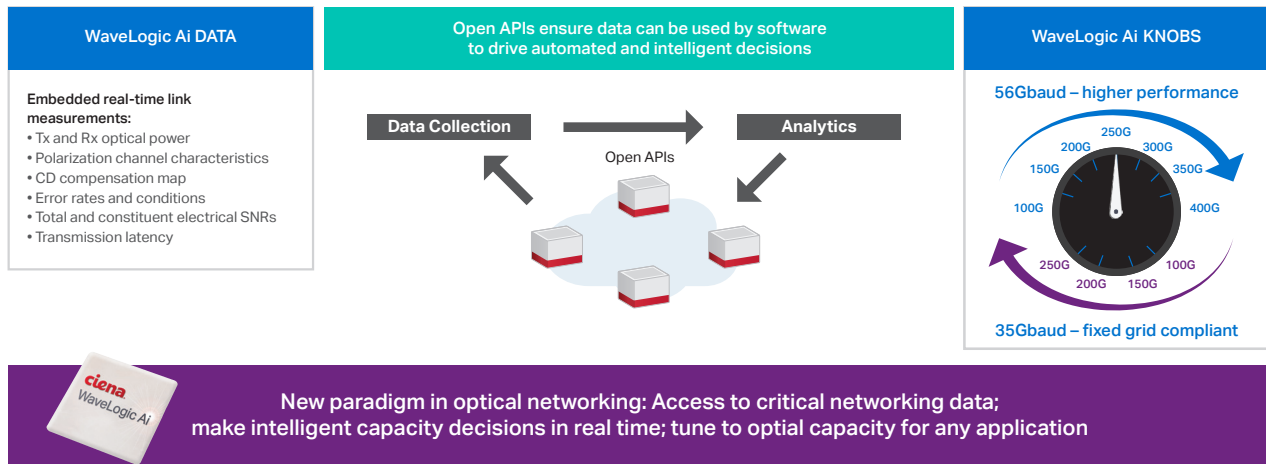 WaveLogic Ai DATA
Embedded real-time link
measurements:
• Tx and Rx optical power
• Polarization channel characteristics
• CD compensation map
• Error rates and conditions
• Total and constituent electrical SNRs
• Transmission latency
Open APIs ensure data can be used by software
to drive automated and intelligent decisions
Data Collection
Analytics
Open APIs
WaveLogic Ai KNOBS
56Gbaud – higher performance
100G
150G
200G
250G
300G
350G
400G
250G
200G
150G
100G
35Gbaud – fixed grid compliant
ciena
WaveLogic Ai
New paradigm in optical networking: Access to critical networking data;
make intelligent capacity decisions in real time; tune to optial capacity for any application